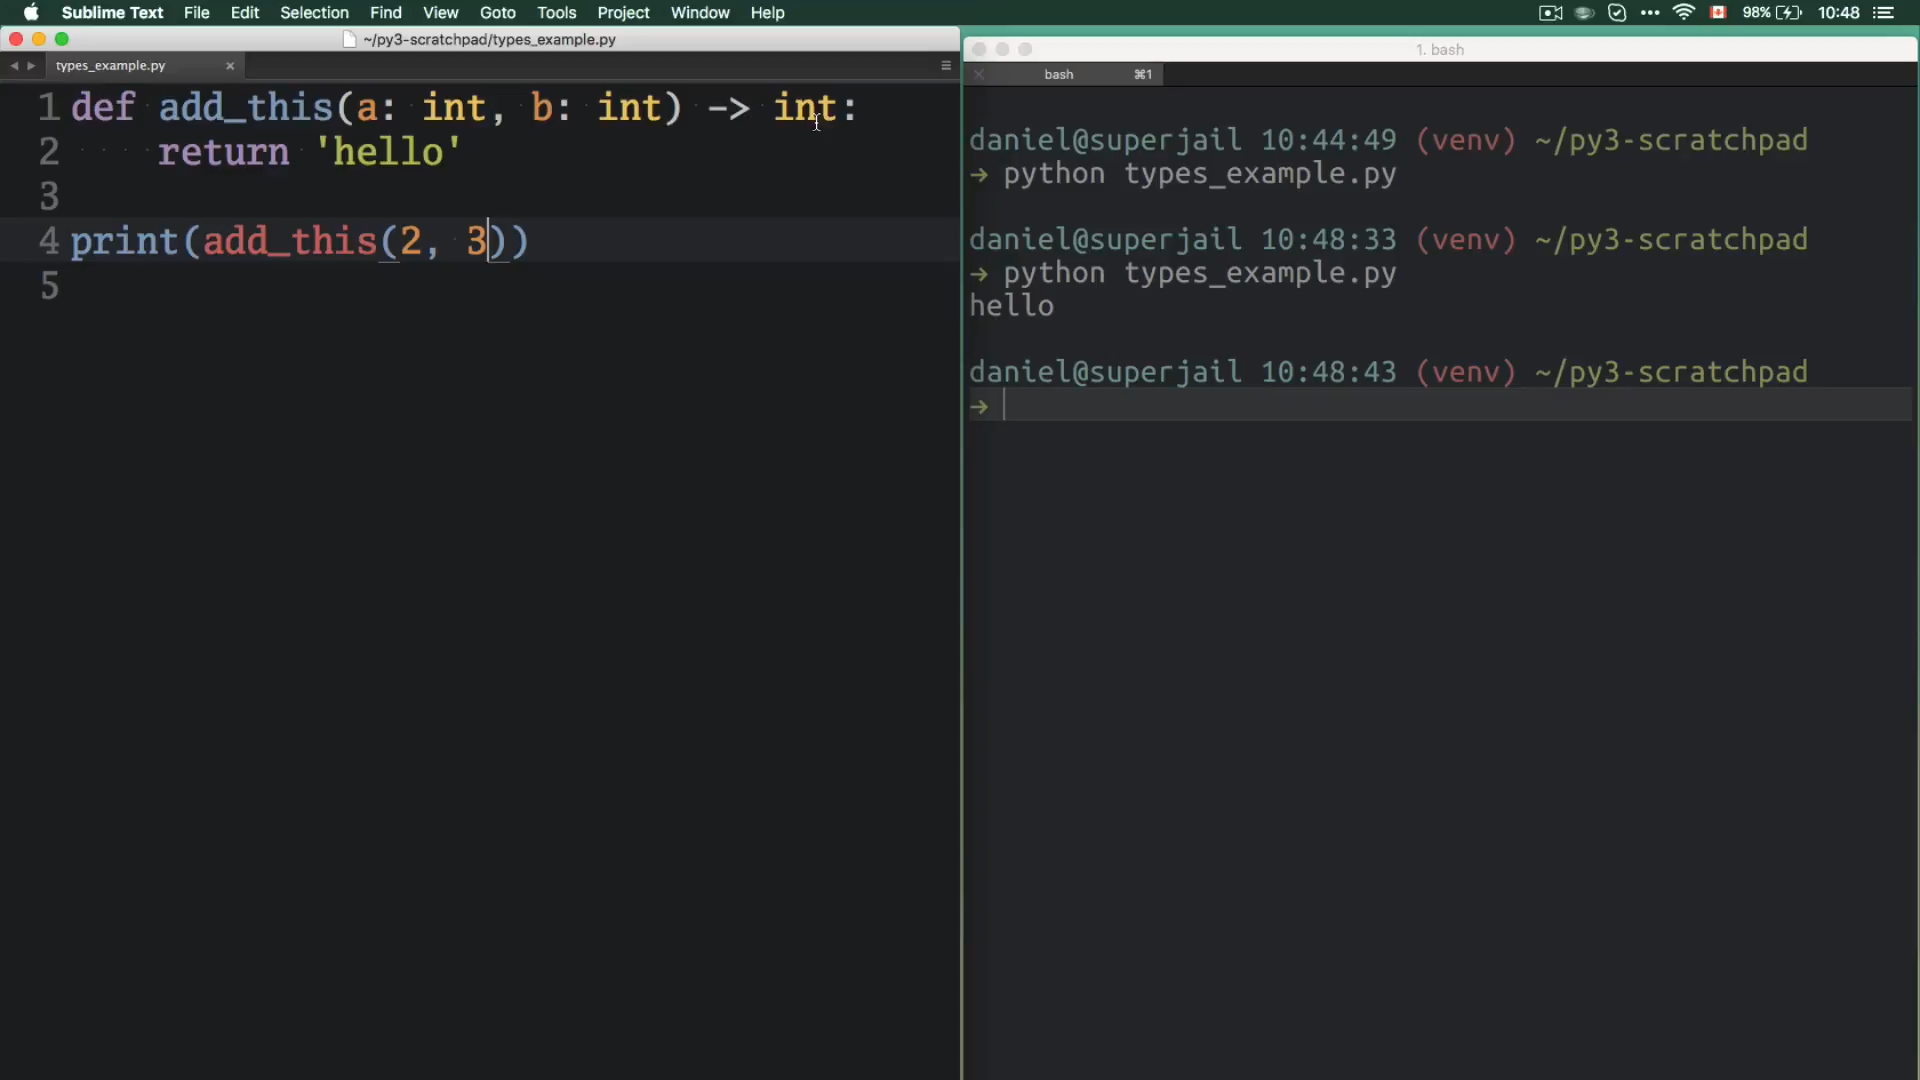 Sublime Text File Edit Selection Find View Goto Tools Project Window Help 98% 10:48
~/py3-scratchpad/types_example.py
types_example.py
1 def add_this(a: int, b: int) -> int:
2 return 'hello'
3
4 print(add_this(2, 3))
5
1. bash
bash ⌘1
daniel@superjail 10:44:49 (venv) ~/py3-scratchpad
→ python types_example.py
daniel@superjail 10:48:33 (venv) ~/py3-scratchpad
→ python types_example.py
hello
daniel@superjail 10:48:43 (venv) ~/py3-scratchpad
→